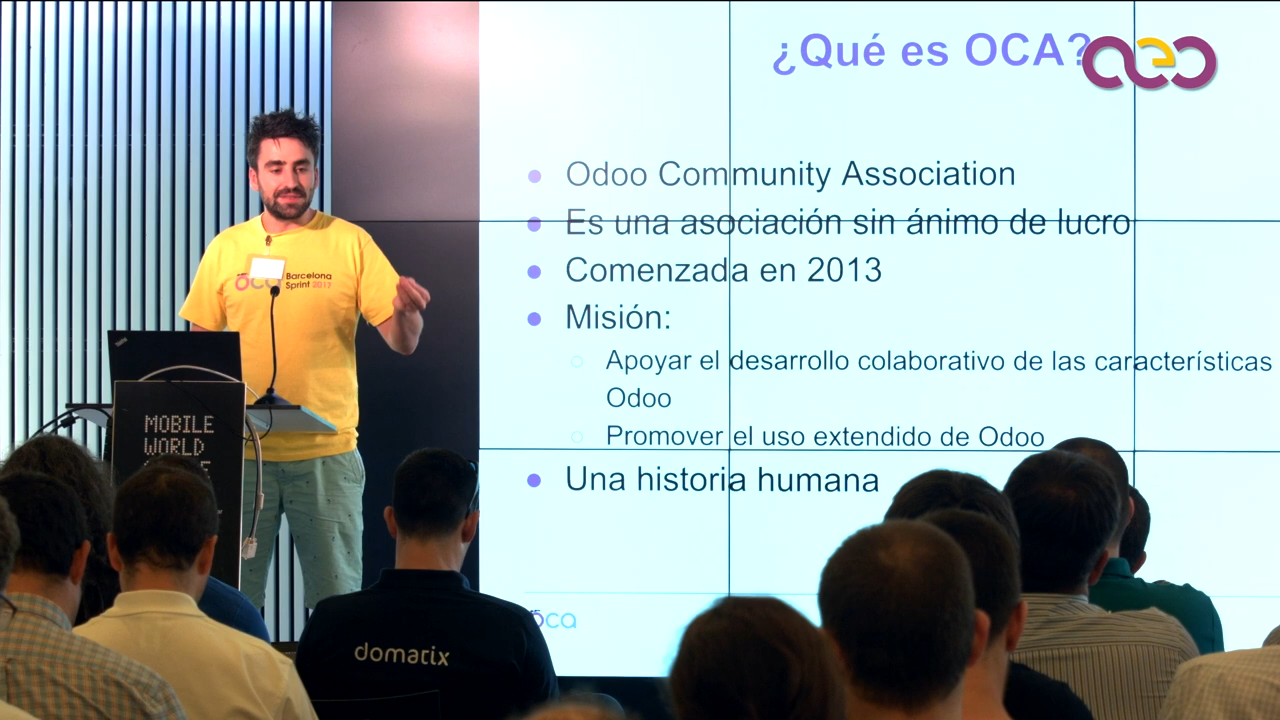 ¿Qué es OCA?
aeo
Odoo Community Association
Es una asociación sin ánimo de lucro
Comenzada en 2013
Misión:
Apoyar el desarrollo colaborativo de las características
Odoo
Promover el uso extendido de Odoo
Una historia humana
oca
Barcelona
Sprint 2017
MOBILE
WORLD
domatix
oca